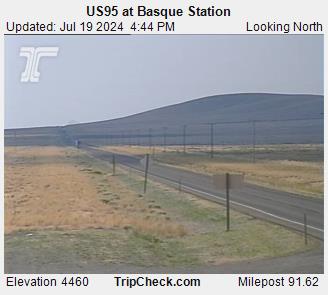 US95 at Basque Station
Updated: Jul 19 2024 4:44 PM Looking North
Elevation 4460 TripCheck.com Milepost 91.62